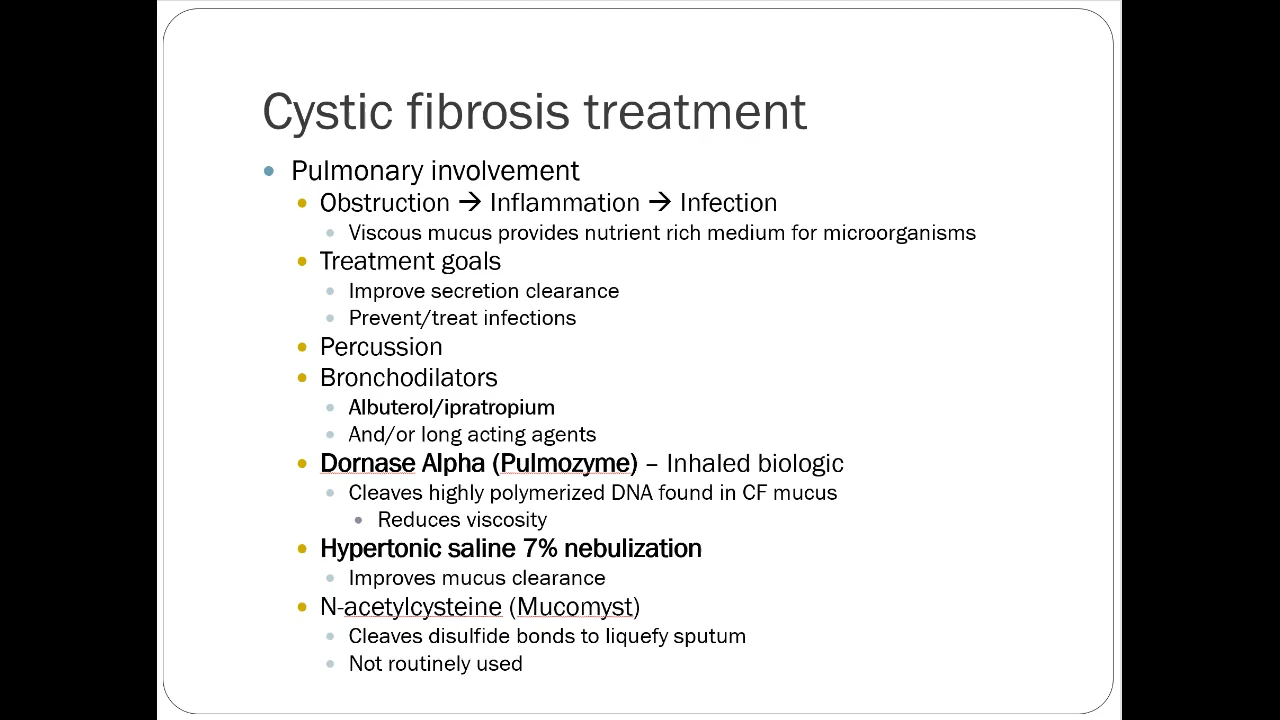 Cystic fibrosis treatment
Pulmonary involvement
Obstruction → Inflammation → Infection
Viscous mucus provides nutrient rich medium for microorganisms
Treatment goals
Improve secretion clearance
Prevent/treat infections
Percussion
Bronchodilators
Albuterol/ipratropium
And/or long acting agents
Dornase Alpha (Pulmozyme) – Inhaled biologic
Cleaves highly polymerized DNA found in CF mucus
Reduces viscosity
Hypertonic saline 7% nebulization
Improves mucus clearance
N-acetylcysteine (Mucomyst)
Cleaves disulfide bonds to liquefy sputum
Not routinely used